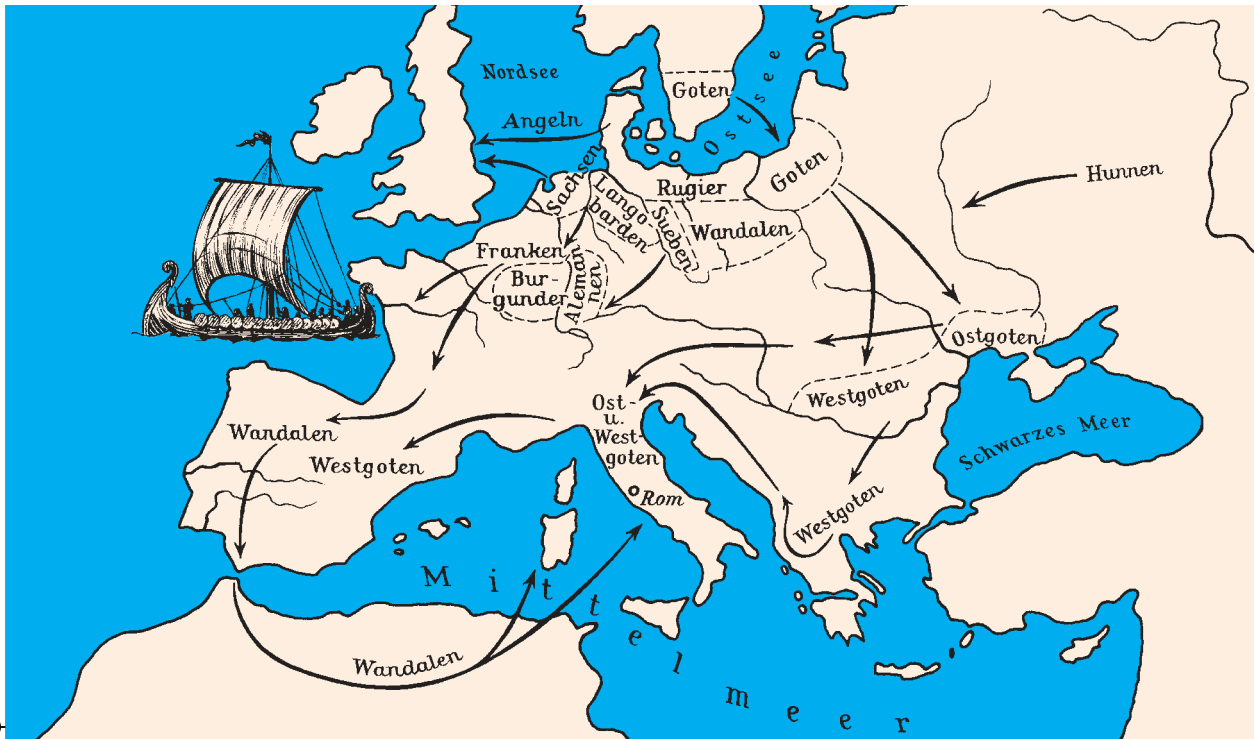 Nordsee
Goten
Ostsee
Angeln
Sachsen
Lango-
barden
Rugier
Goten
Hunnen
Sueben
Wandalen
Franken
Bur-
gunder
Aleman
nen
Ostgoten
Westgoten
Ost-
u.
West-
goten
Wandalen
Westgoten
Schwarzes Meer
Rom
Westgoten
Mittelmeer
Wandalen